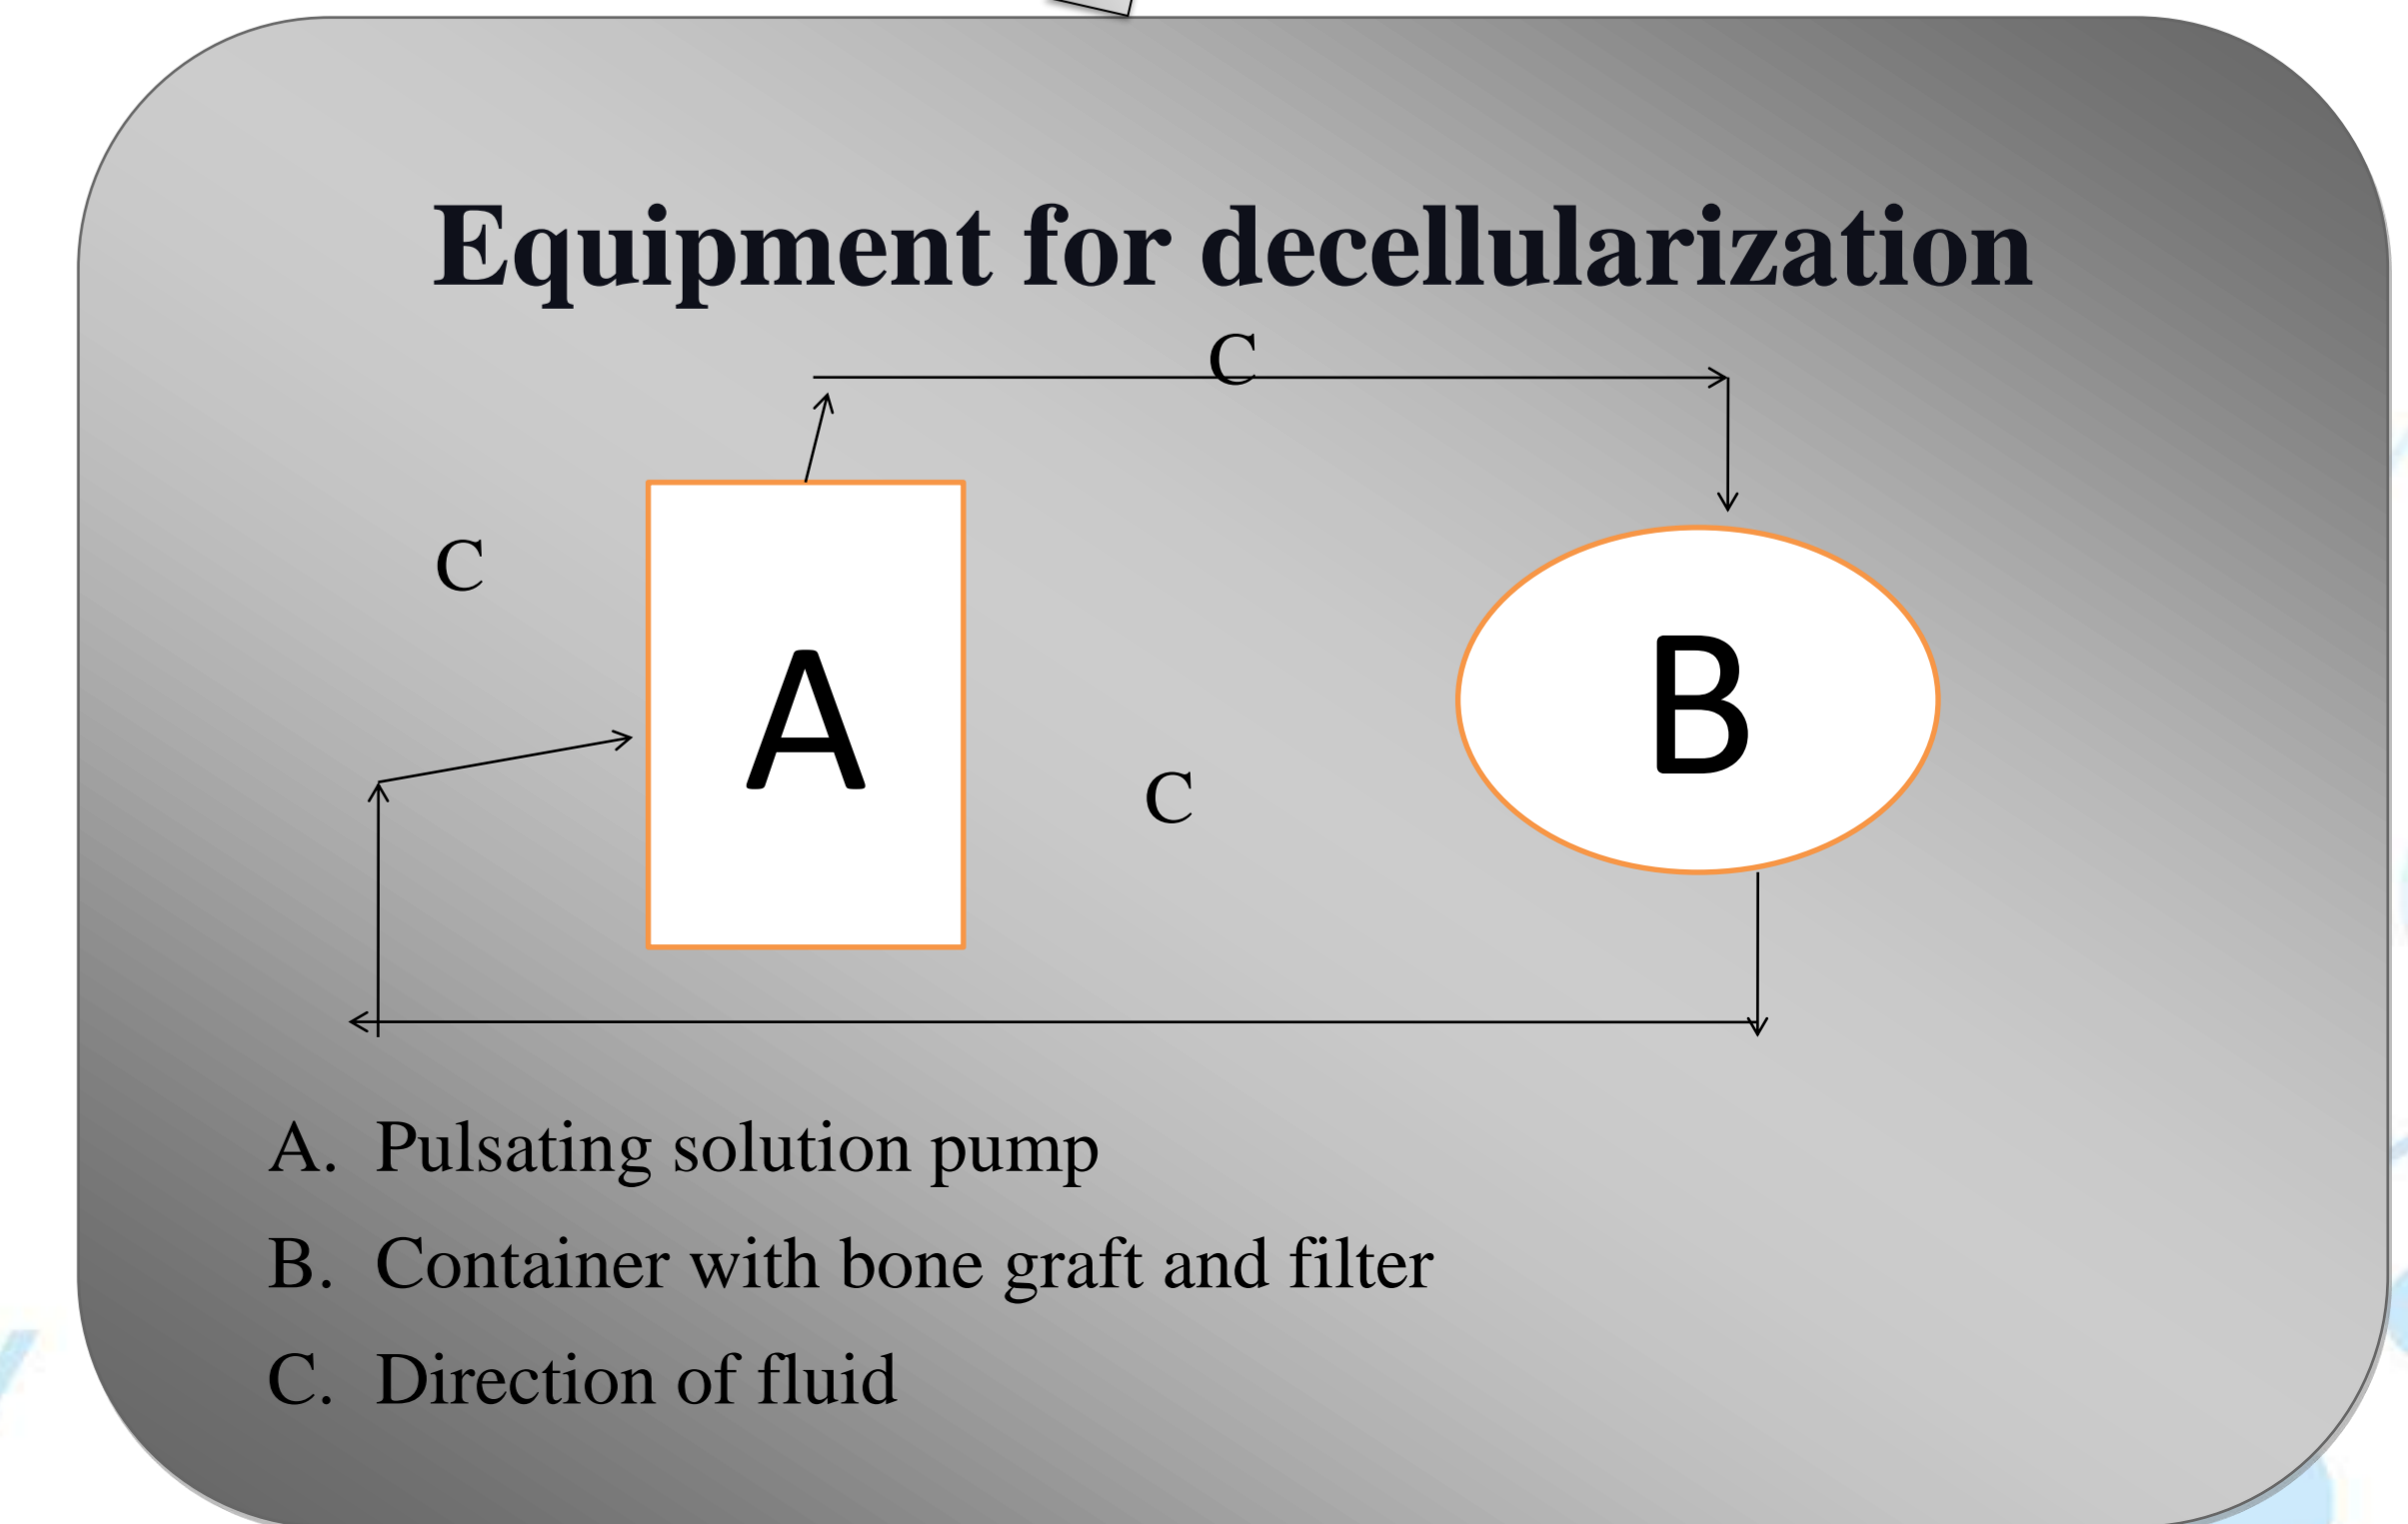 Equipment for decellularization
C
C
A
B
C
A. Pulsating solution pump
B. Container with bone graft and filter
C. Direction of fluid